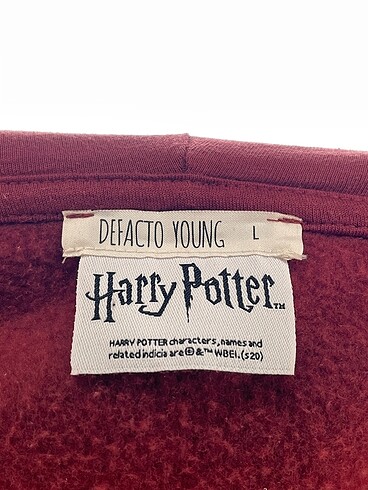 DEFACTO YOUNG L
Harry Potter™
HARRY POTTER characters, names and
related indicia are © & ™ WBEI. (s20)